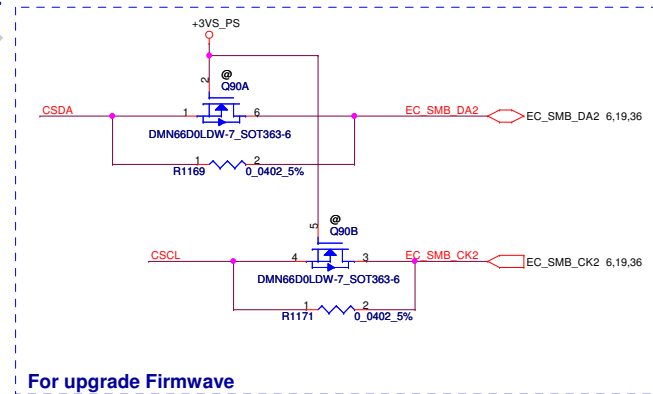 +3VS_PS
@
2
Q90A
CSDA
1
6
EC_SMB_DA2
EC_SMB_DA2 6,19,36
DMN66D0LDW-7_SOT363-6
1
2
R1169
0_0402_5%
@
5
Q90B
CSCL
4
3
EC_SMB_CK2
EC_SMB_CK2 6,19,36
DMN66D0LDW-7_SOT363-6
1
2
R1171
0_0402_5%
For upgrade Firmwave